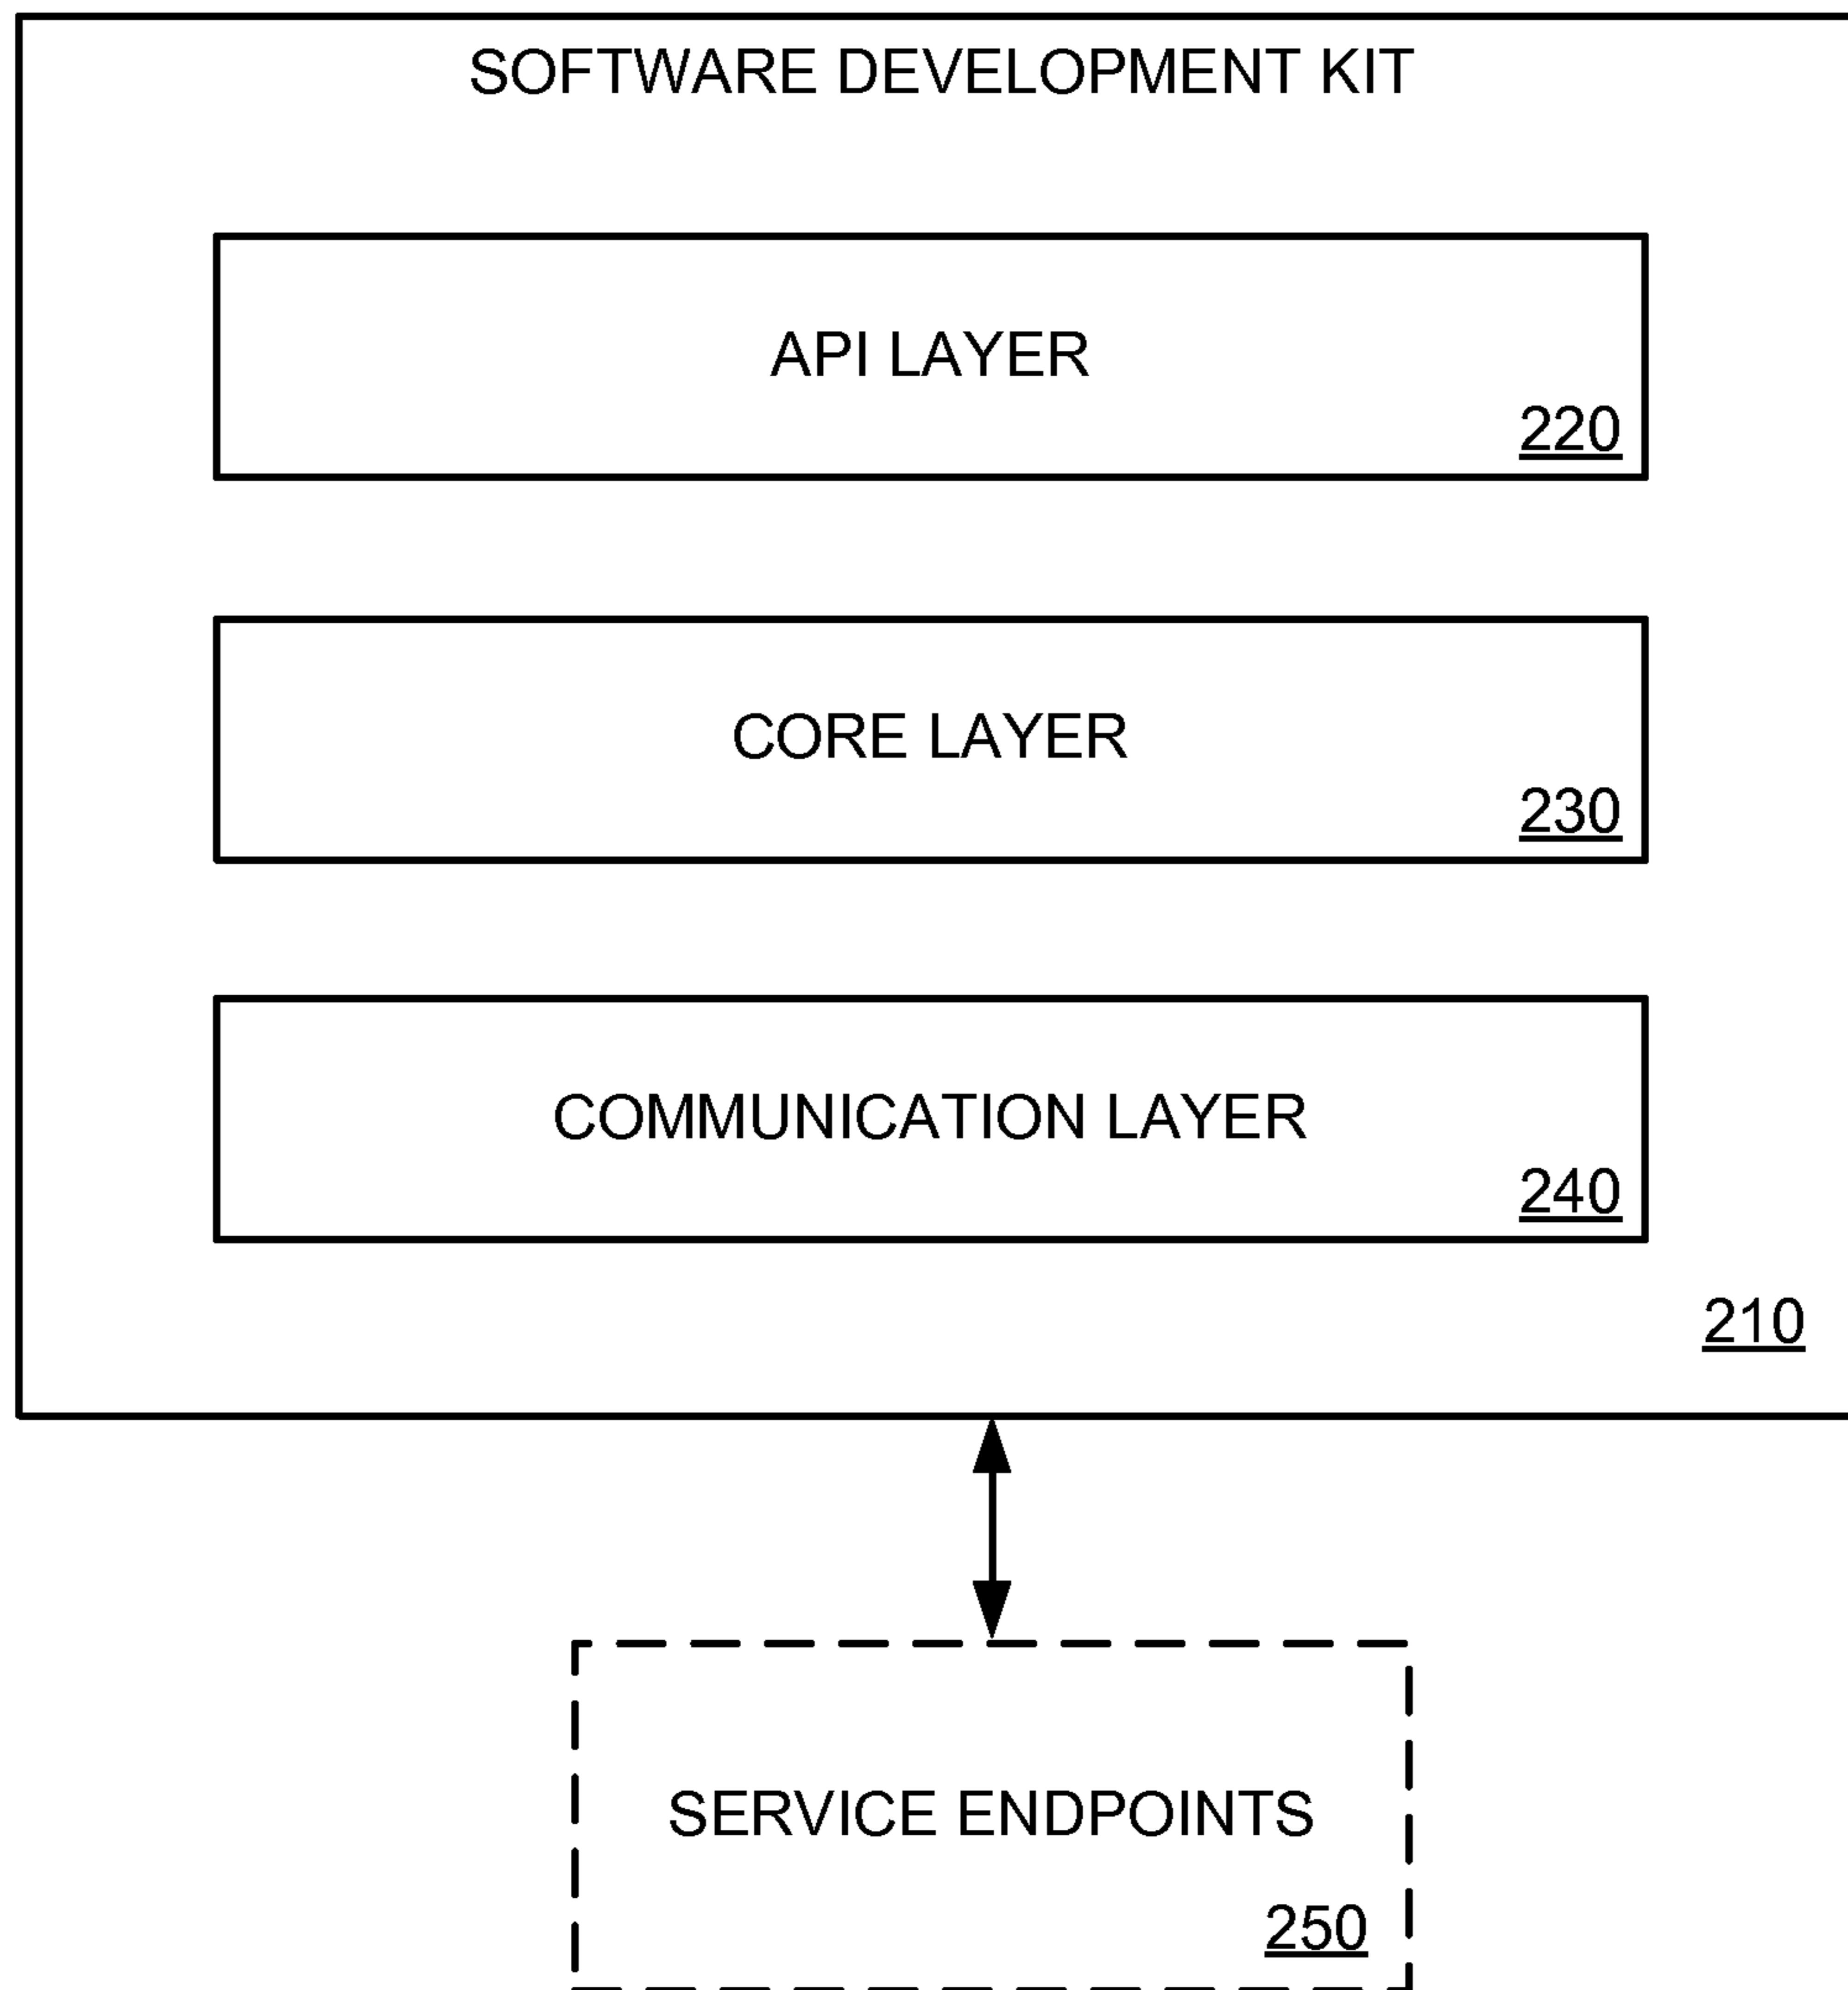 SOFTWARE DEVELOPMENT KIT
API LAYER
220
CORE LAYER
230
COMMUNICATION LAYER
240
210
SERVICE ENDPOINTS
250